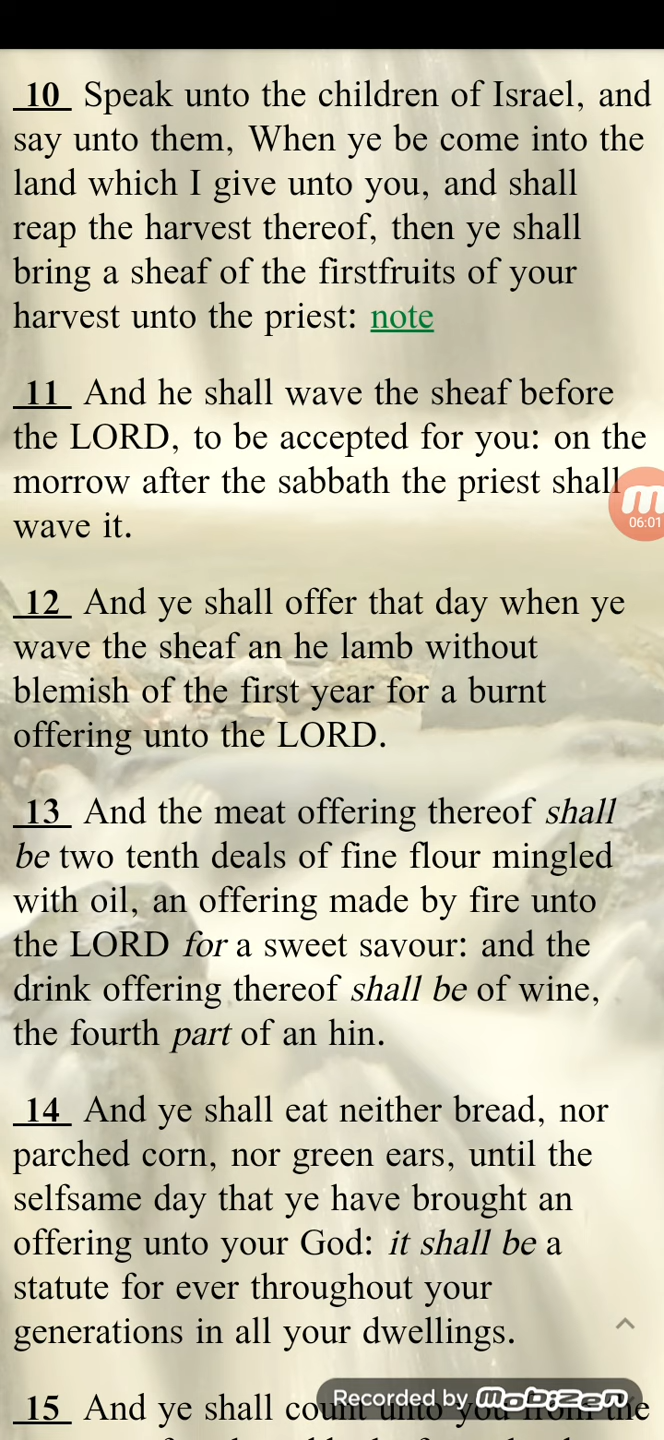 10 Speak unto the children of Israel, and
say unto them, When ye be come into the
land which I give unto you, and shall
reap the harvest thereof, then ye shall
bring a sheaf of the firstfruits of your
harvest unto the priest: note
11 And he shall wave the sheaf before
the LORD, to be accepted for you: on the
morrow after the sabbath the priest shall
wave it.
06:01
12 And ye shall offer that day when ye
wave the sheaf an he lamb without
blemish of the first year for a burnt
offering unto the LORD.
13 And the meat offering thereof shall
be two tenth deals of fine flour mingled
with oil, an offering made by fire unto
the LORD for a sweet savour: and the
drink offering thereof shall be of wine,
the fourth part of an hin.
14 And ye shall eat neither bread, nor
parched corn, nor green ears, until the
selfsame day that ye have brought an
offering unto your God: it shall be a
statute for ever throughout your
generations in all your dwellings.
Recorded by Mobizen
15 And ye shall count unto you from the